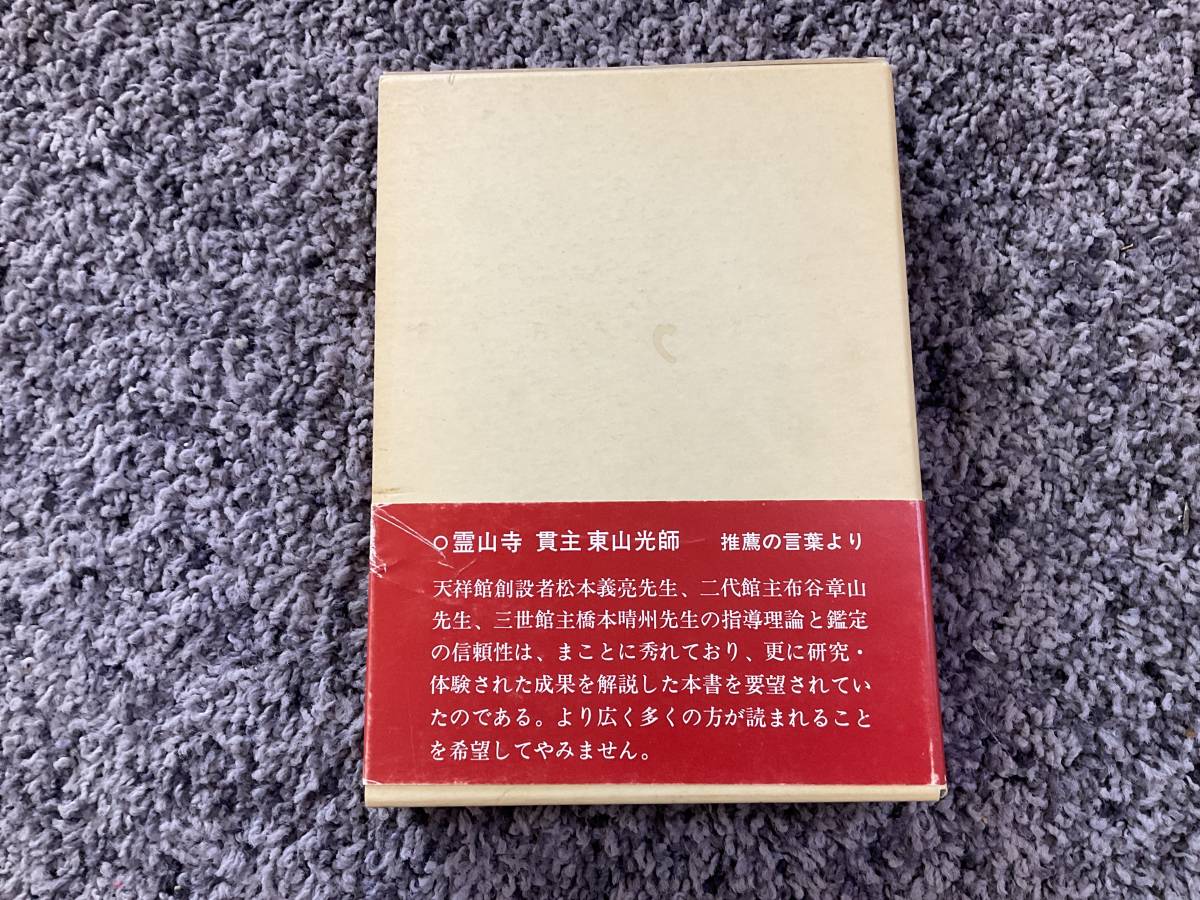 ○霊山寺 貫主 東山光師 推薦の言葉より
天祥館創設者松本義亮先生、二代館主布谷章山
先生、三世館主橋本晴州先生の指導理論と鑑定
の信頼性は、まことに秀れており、更に研究・
体験された成果を解説した本書を要望されてい
たのである。より広く多くの方が読まれること
を希望してやみません。